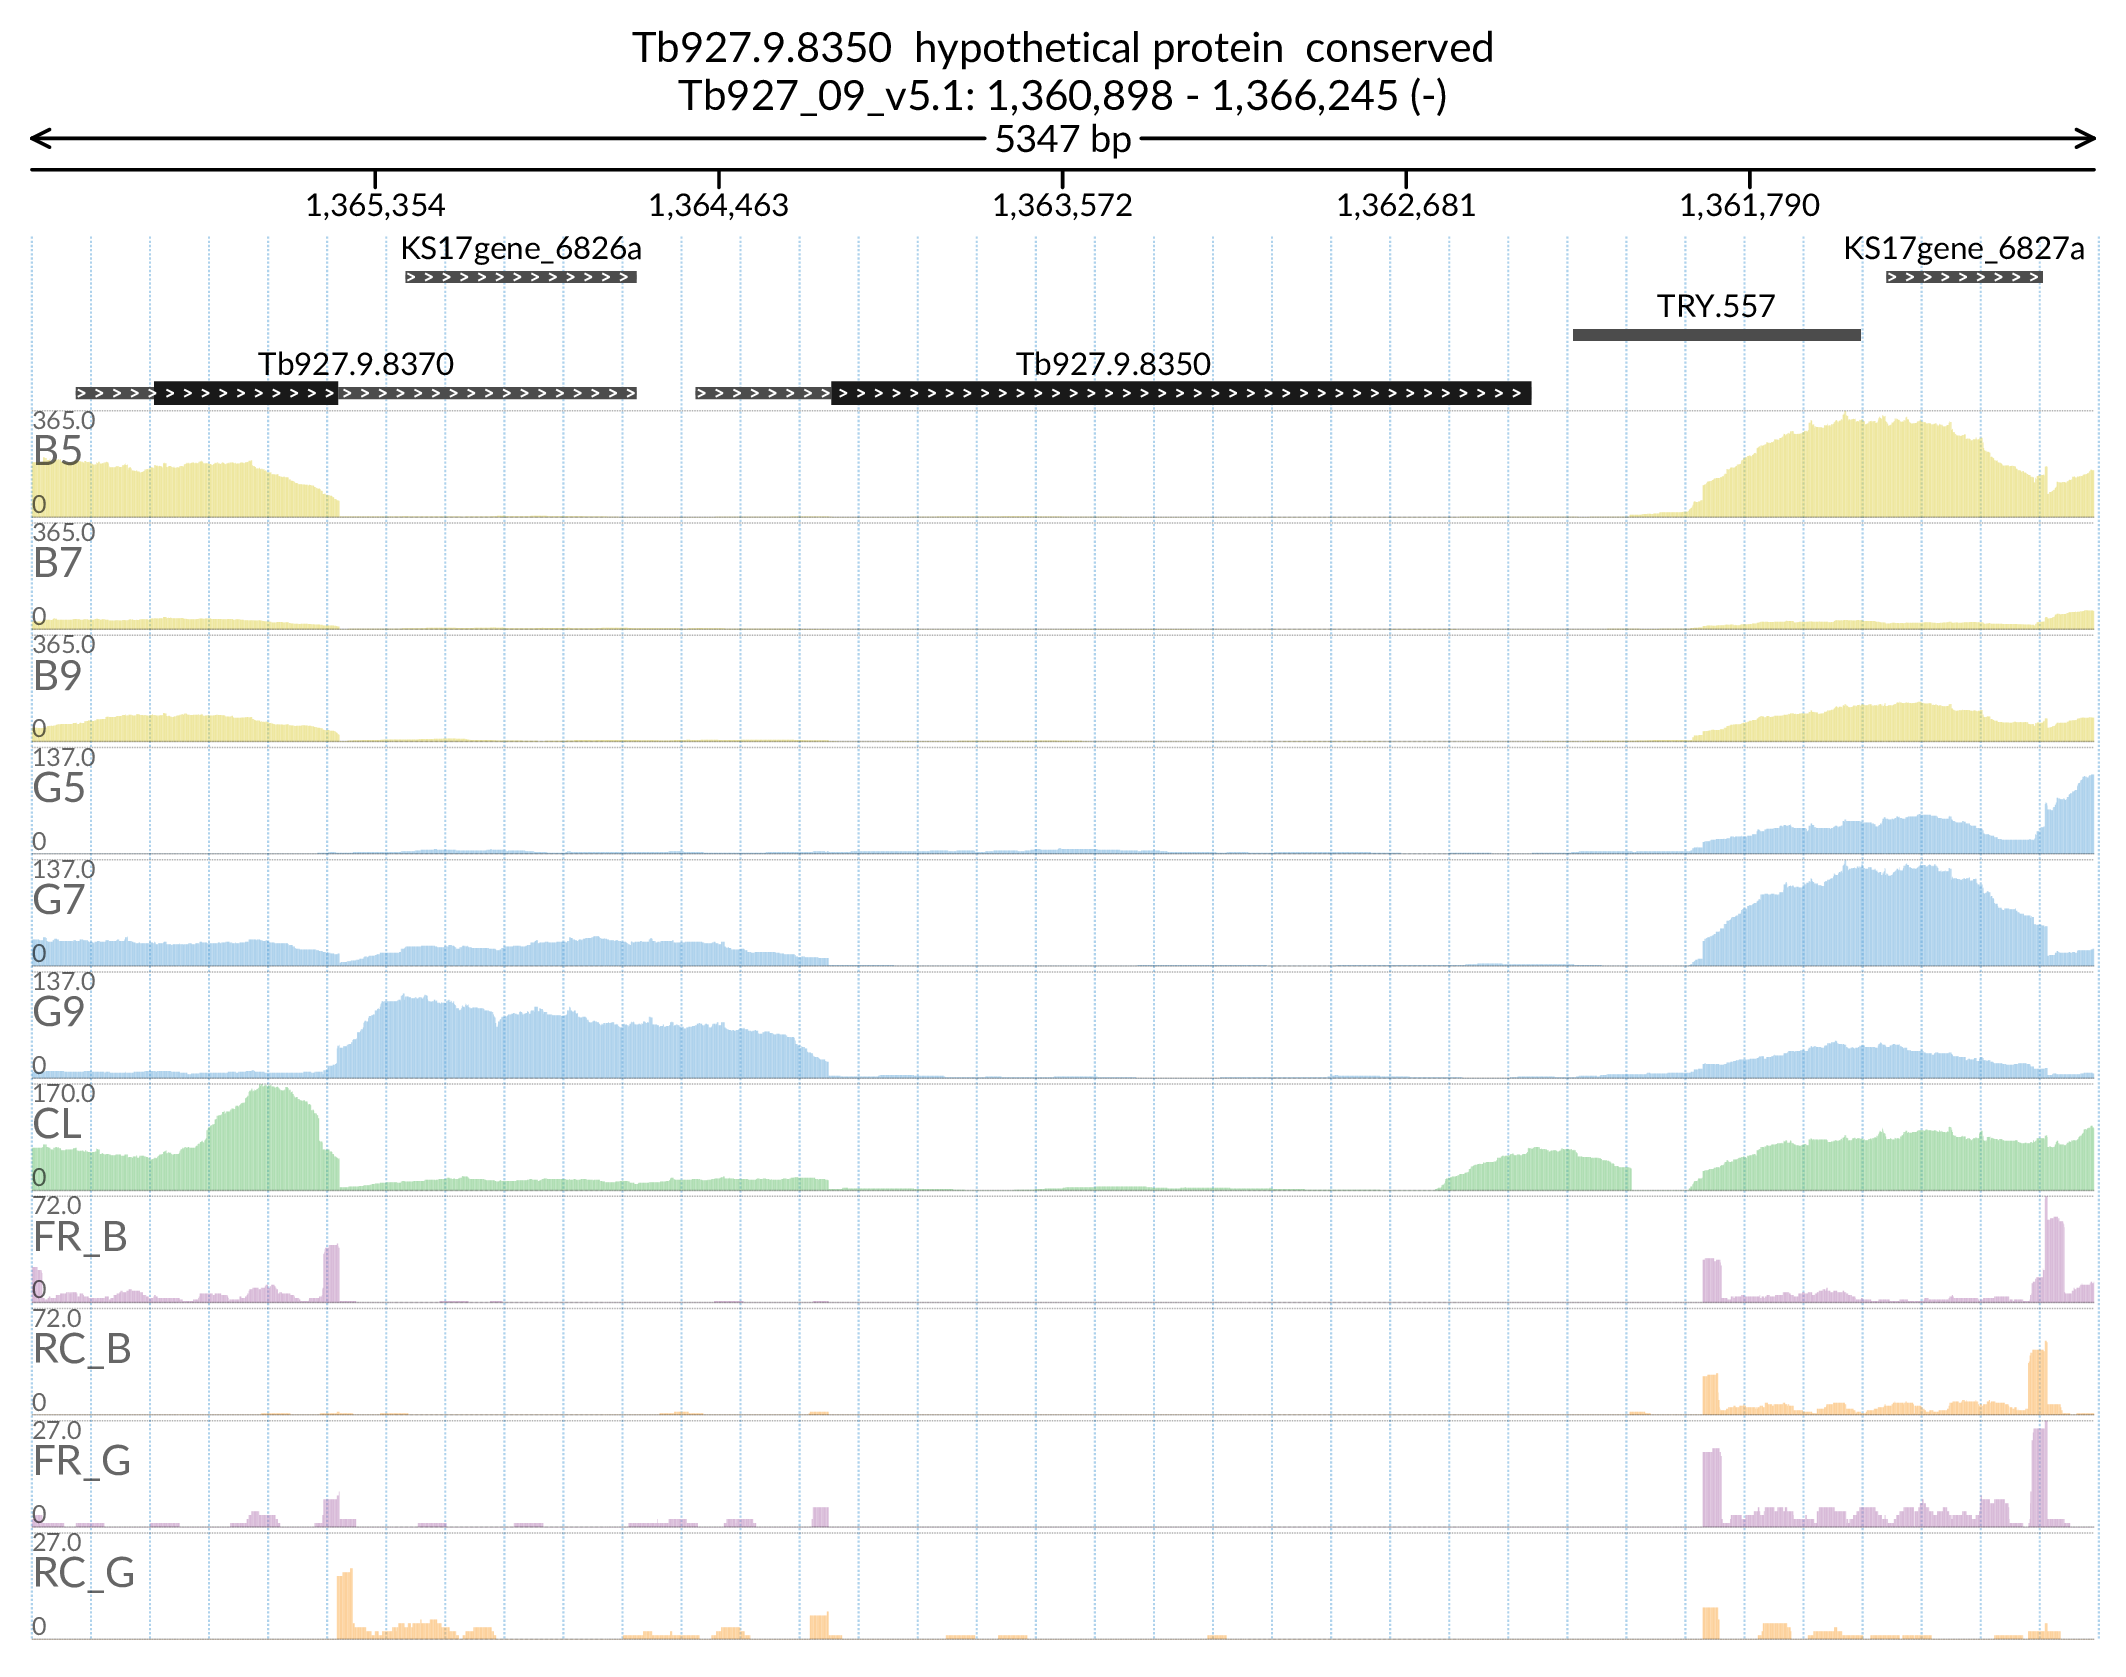 Tb927.9.8350 hypothetical protein conserved
Tb927_09_v5.1: 1,360,898 - 1,366,245 (-)
5347 bp
1,365,354 1,364,463 1,363,572 1,362,681 1,361,790
KS17gene_6826a KS17gene_6827a
TRY.557
Tb927.9.8370 Tb927.9.8350
365.0
B5
0
365.0
B7
0
365.0
B9
0
137.0
G5
0
137.0
G7
0
137.0
G9
0
170.0
CL
0
72.0
FR_B
0
72.0
RC_B
0
27.0
FR_G
0
27.0
RC_G
0